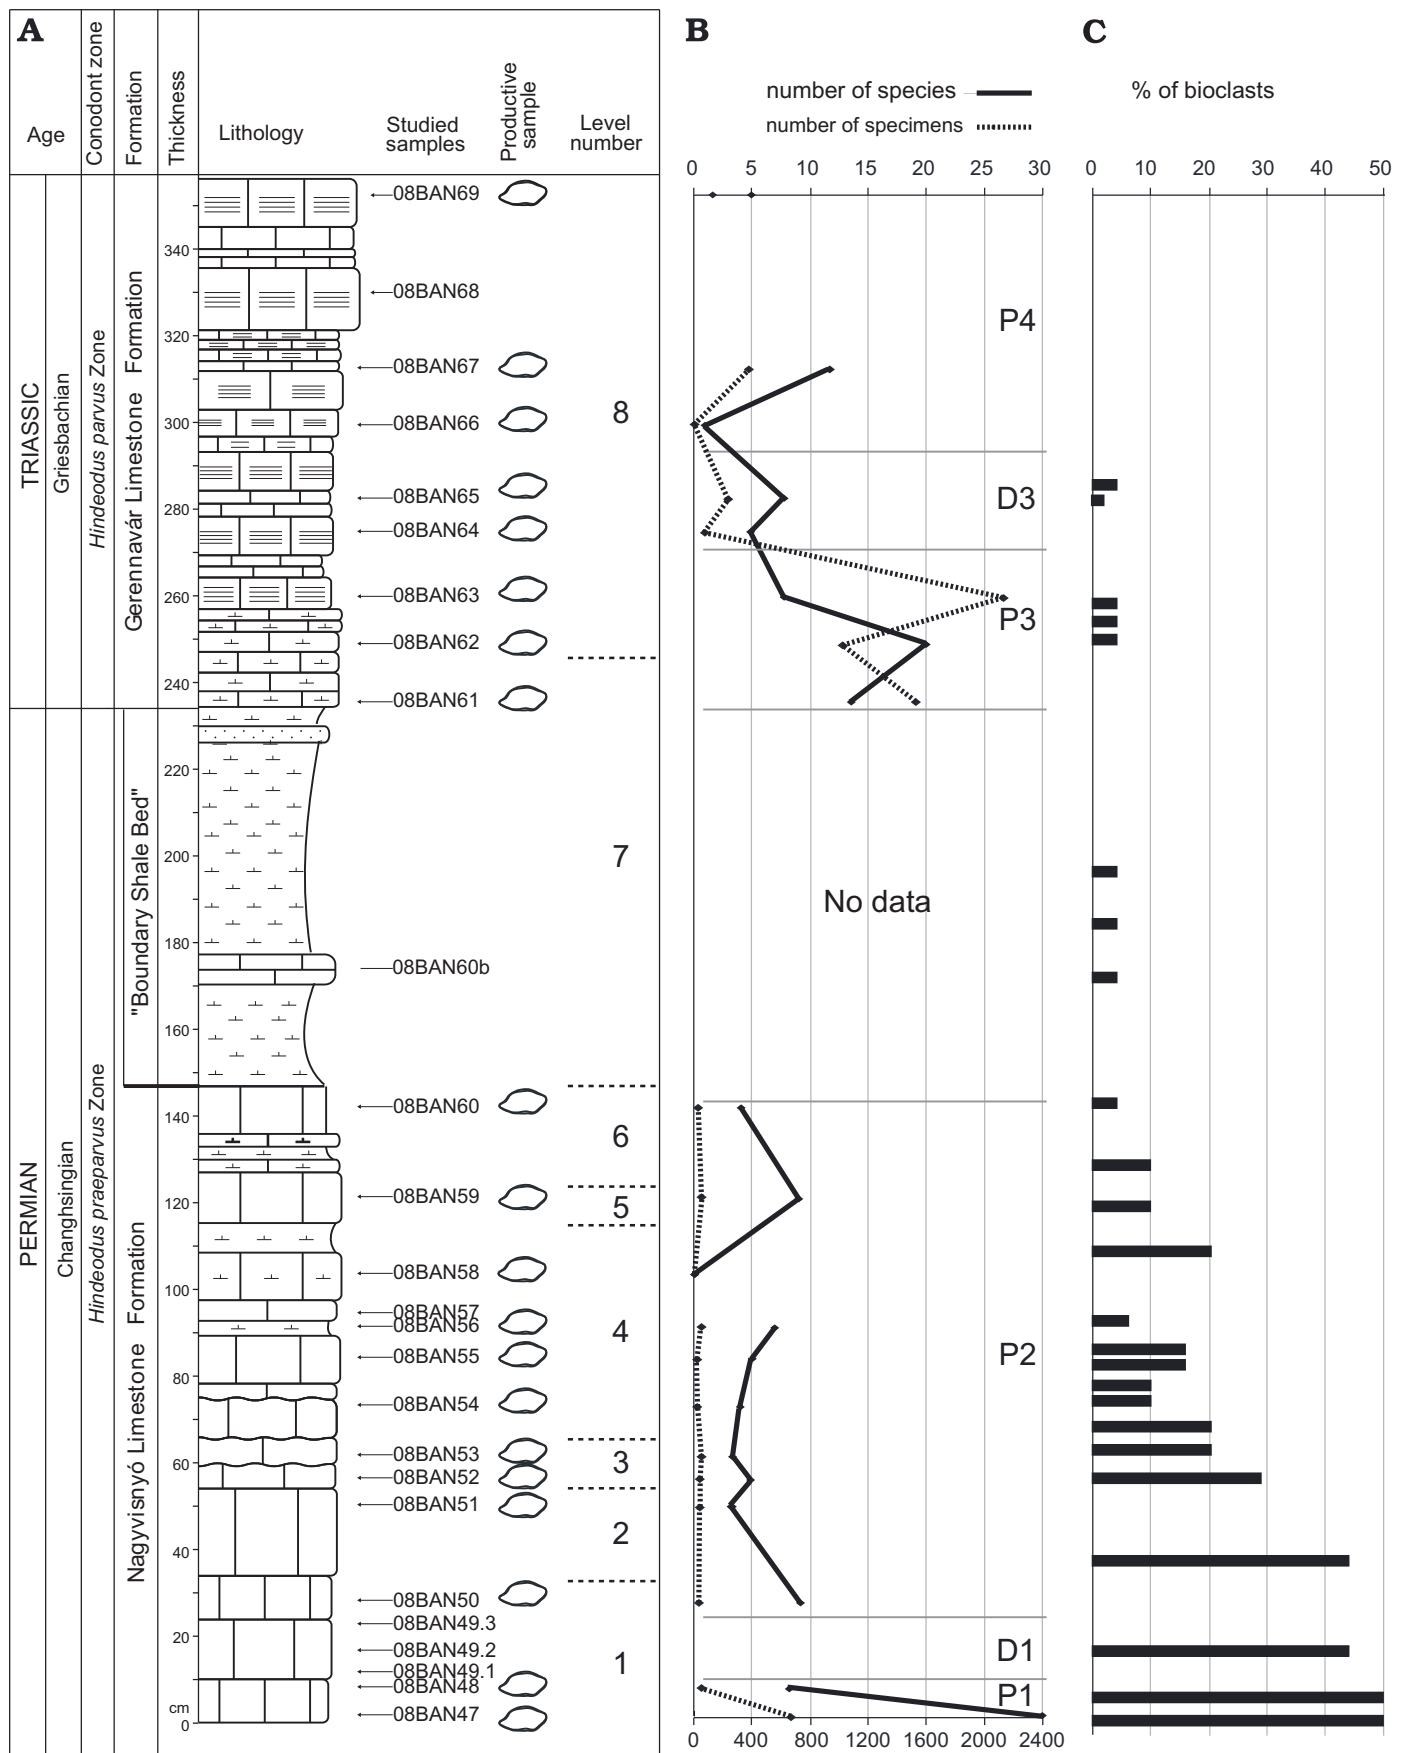 A
Age
Conodont zone
Formation
Thickness
Lithology
Studied
samples
Productive
sample
Level
number
TRIASSIC
Griesbachian
Hindeodus parvus Zone
Gerennavár Limestone Formation
PERMIAN
Changhsingian
Hindeodus praeparvus Zone
"Boundary Shale Bed"
Nagyvisnyó Limestone Formation
340
320
300
280
260
240
220
200
180
160
140
120
100
80
60
40
20
cm
0
08BAN69
08BAN68
08BAN67
08BAN66
08BAN65
08BAN64
08BAN63
08BAN62
08BAN61
08BAN60b
08BAN60
08BAN59
08BAN58
08BAN57
08BAN56
08BAN55
08BAN54
08BAN53
08BAN52
08BAN51
08BAN50
08BAN49.3
08BAN49.2
08BAN49.1
08BAN48
08BAN47
8
7
6
5
4
3
2
1
B
number of species
number of specimens
0 5 10 15 20 25 30
P4
D3
P3
No data
P2
D1
P1
0 400 800 1200 1600 2000 2400
C
% of bioclasts
0 10 20 30 40 50